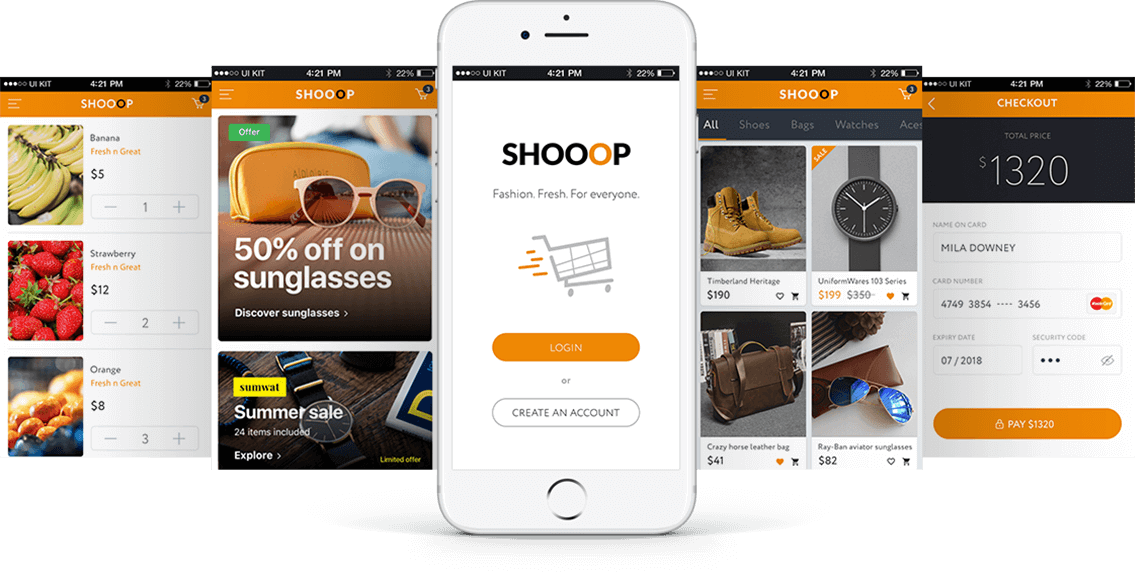 ●●●○○ UI KIT 4:21 PM 22%
SHOOOP 3
Banana
Fresh n Great
$5
— 1 +
Strawberry
Fresh n Great
$12
— 2 +
Orange
Fresh n Great
$8
— 3 +
●●●○○ UI KIT 4:21 PM 22%
SHOOOP 3
Offer
50% off on
sunglasses
Discover sunglasses >
sumwat
Summer sale
24 items included
Explore >
Limited offer
●●●○○ UI KIT 4:21 PM 22%
SHOOOP
Fashion. Fresh. For everyone.
LOGIN
or
CREATE AN ACCOUNT
●●●○○ UI KIT 4:21 PM 22%
SHOOOP 3
All Shoes Bags Watches Aces
SALE
Timberland Heritage
$190
UniformWares 103 Series
$199 $350-
Crazy horse leather bag
$41
Ray-Ban aviator sunglasses
$82
●●●○○ UI KIT 4:21 PM 22%
< CHECKOUT
TOTAL PRICE
$1320
NAME ON CARD
MILA DOWNEY
CARD NUMBER
4749 3854 ---- 3456
EXPIRY DATE
07 / 2018
SECURITY CODE
●●●
PAY $1320